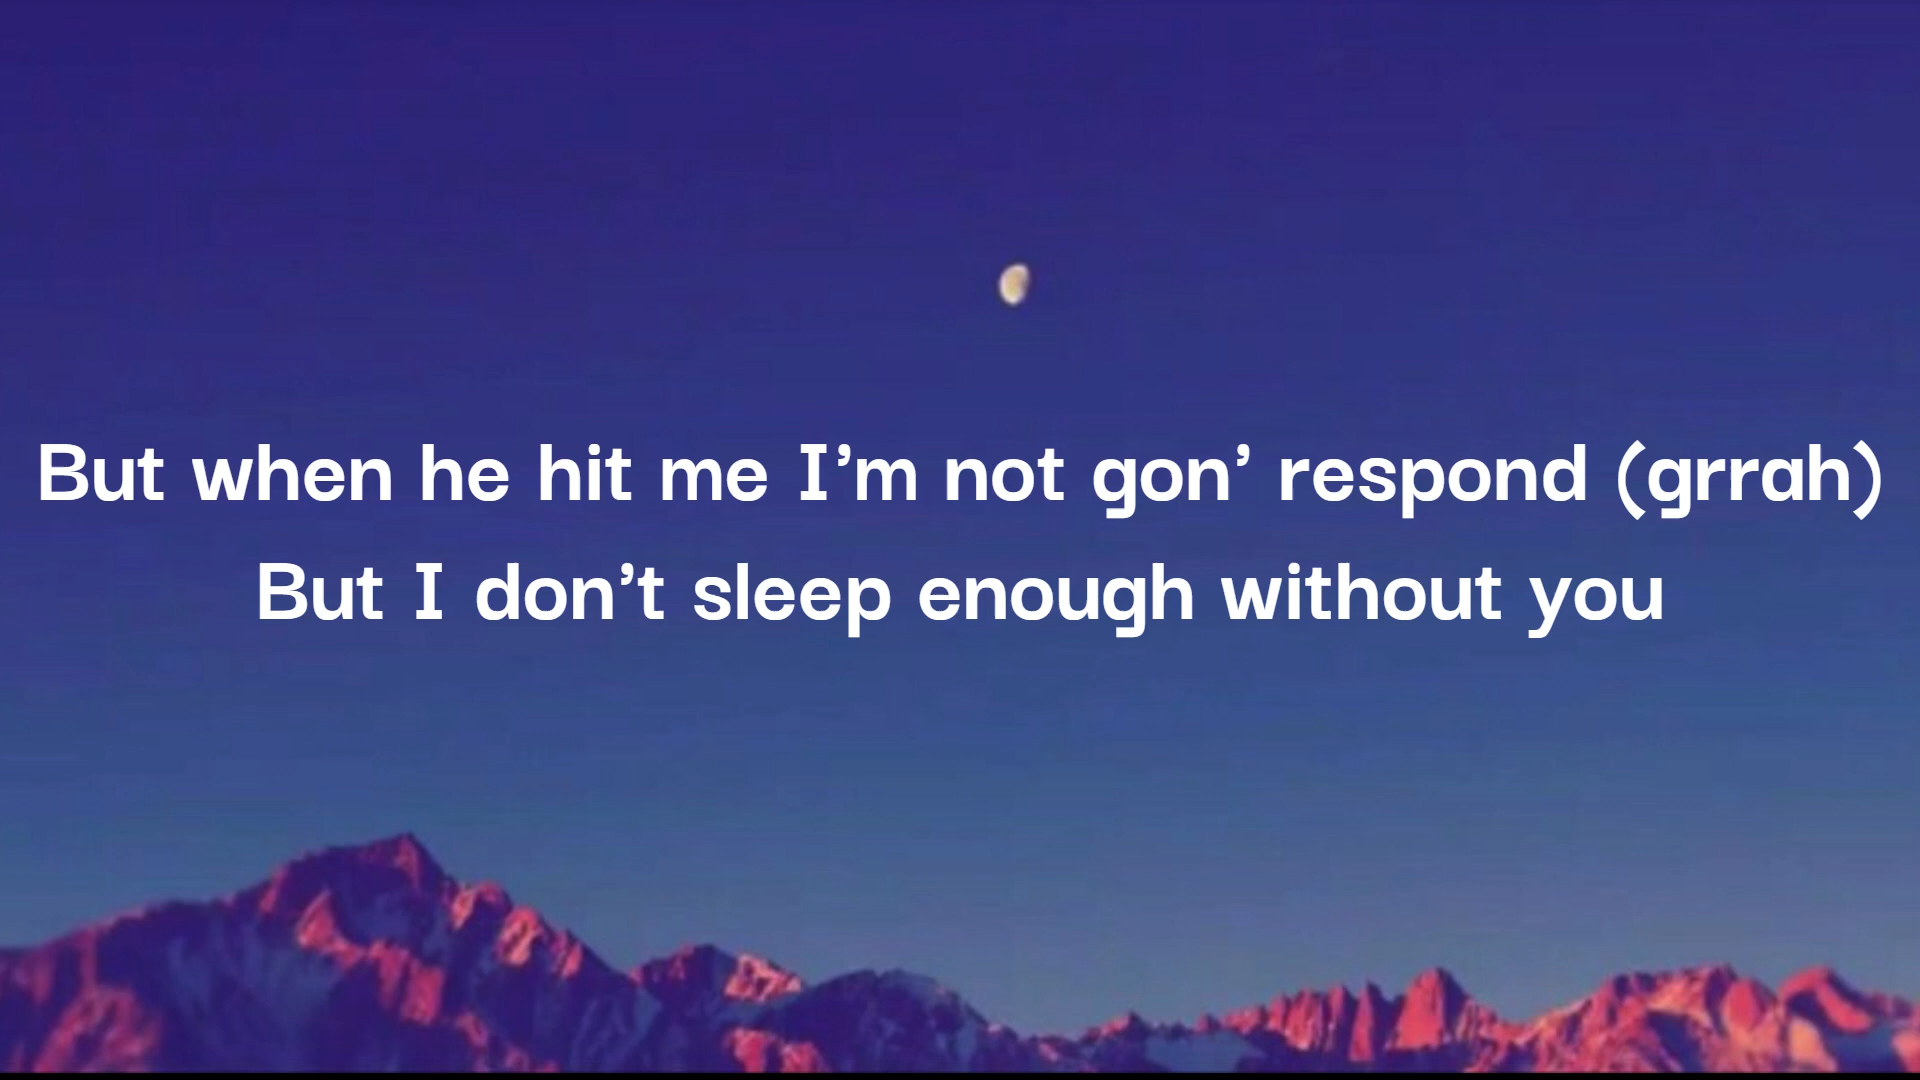 But when he hit me I’m not gon’ respond (grrah)
But I don’t sleep enough without you